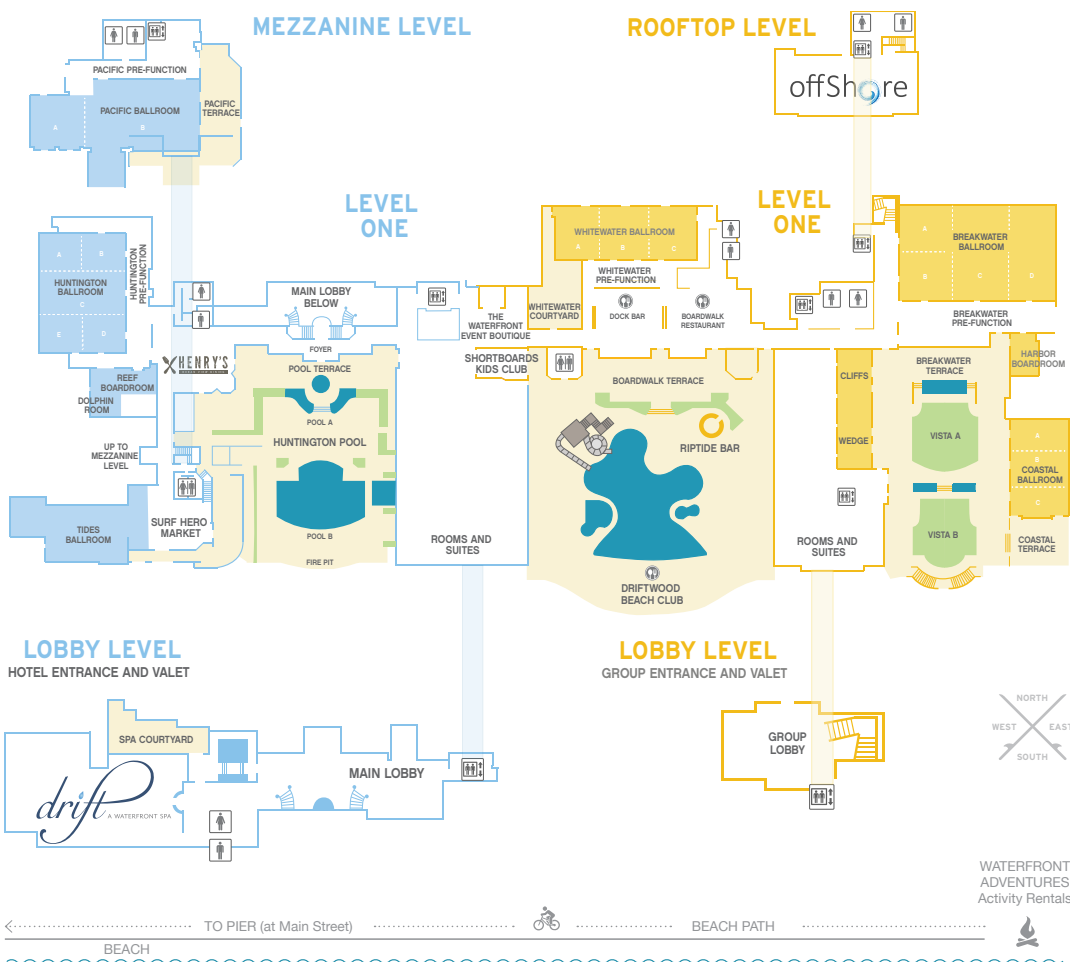 MEZZANINE LEVEL
PACIFIC PRE-FUNCTION
PACIFIC BALLROOM
A
B
PACIFIC
TERRACE
ROOFTOP LEVEL
offShore
LEVEL
ONE
A
B
HUNTINGTON
BALLROOM
C
E
D
HUNTINGTON
PRE-FUNCTION
MAIN LOBBY
BELOW
FOYER
HENRY'S
REEF
BOARDROOM
DOLPHIN
ROOM
UP TO
MEZZANINE
LEVEL
TIDES
BALLROOM
SURF HERO
MARKET
POOL TERRACE
POOL A
HUNTINGTON POOL
POOL B
FIRE PIT
ROOMS AND
SUITES
THE
WATERFRONT
EVENT BOUTIQUE
SHORTBOARDS
KIDS CLUB
LEVEL
ONE
WHITEWATER BALLROOM
A
B
C
WHITEWATER
PRE-FUNCTION
WHITEWATER
COURTYARD
DOCK BAR
BOARDWALK
RESTAURANT
BOARDWALK TERRACE
RIPTIDE BAR
DRIFTWOOD
BEACH CLUB
CLIFFS
WEDGE
ROOMS AND
SUITES
A
BREAKWATER
BALLROOM
B
C
D
BREAKWATER
PRE-FUNCTION
BREAKWATER
TERRACE
HARBOR
BOARDROOM
VISTA A
VISTA B
A
B
COASTAL
BALLROOM
C
COASTAL
TERRACE
LOBBY LEVEL
HOTEL ENTRANCE AND VALET
SPA COURTYARD
drift
A WATERFRONT SPA
MAIN LOBBY
LOBBY LEVEL
GROUP ENTRANCE AND VALET
GROUP
LOBBY
NORTH
WEST
EAST
SOUTH
WATERFRONT
ADVENTURES
Activity Rentals
TO PIER (at Main Street)
BEACH PATH
BEACH